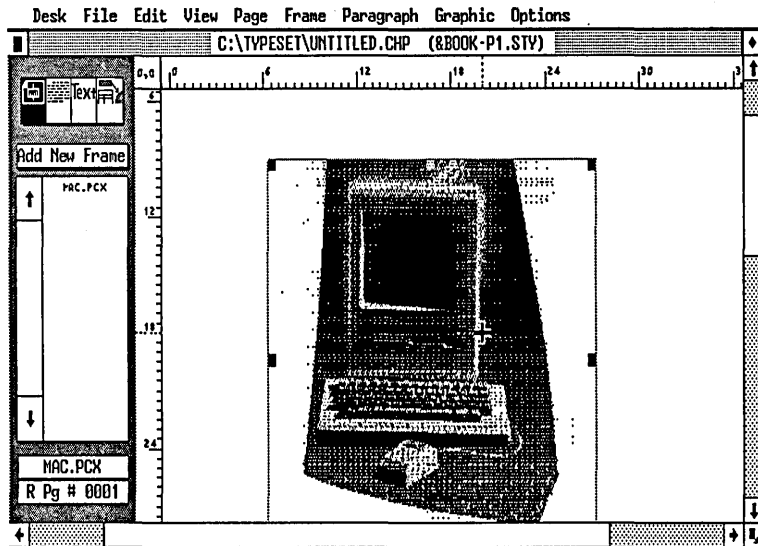 Desk File Edit View Page Frame Paragraph Graphic Options
C:\TYPESET\UNTITLED.CHP (&BOOK-P1.STY)
0,0 0 6 12 18 24 30 3
Text
6
Add New Frame
MAC.PCX
12
18
24
MAC.PCX
R Pg # 0001